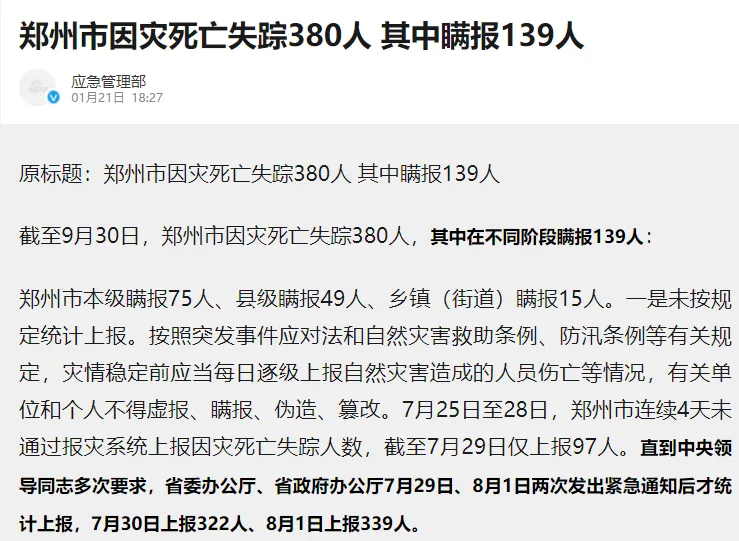 郑州市因灾死亡失踪380人 其中瞒报139人
应急管理部
01月21日 18:27
原标题：郑州市因灾死亡失踪380人 其中瞒报139人
截至9月30日，郑州市因灾死亡失踪380人，其中在不同阶段瞒报139人：
郑州市本级瞒报75人、县级瞒报49人、乡镇（街道）瞒报15人。一是未按规
定统计上报。按照突发事件应对法和自然灾害救助条例、防汛条例等有关规
定，灾情稳定前应当每日逐级上报自然灾害造成的人员伤亡等情况，有关单
位和个人不得虚报、瞒报、伪造、篡改。7月25日至28日，郑州市连续4天未
通过报灾系统上报因灾死亡失踪人数，截至7月29日仅上报97人。直到中央领
导同志多次要求，省委办公厅、省政府办公厅7月29日、8月1日两次发出紧急通知后才统
计上报，7月30日上报322人、8月1日上报339人。